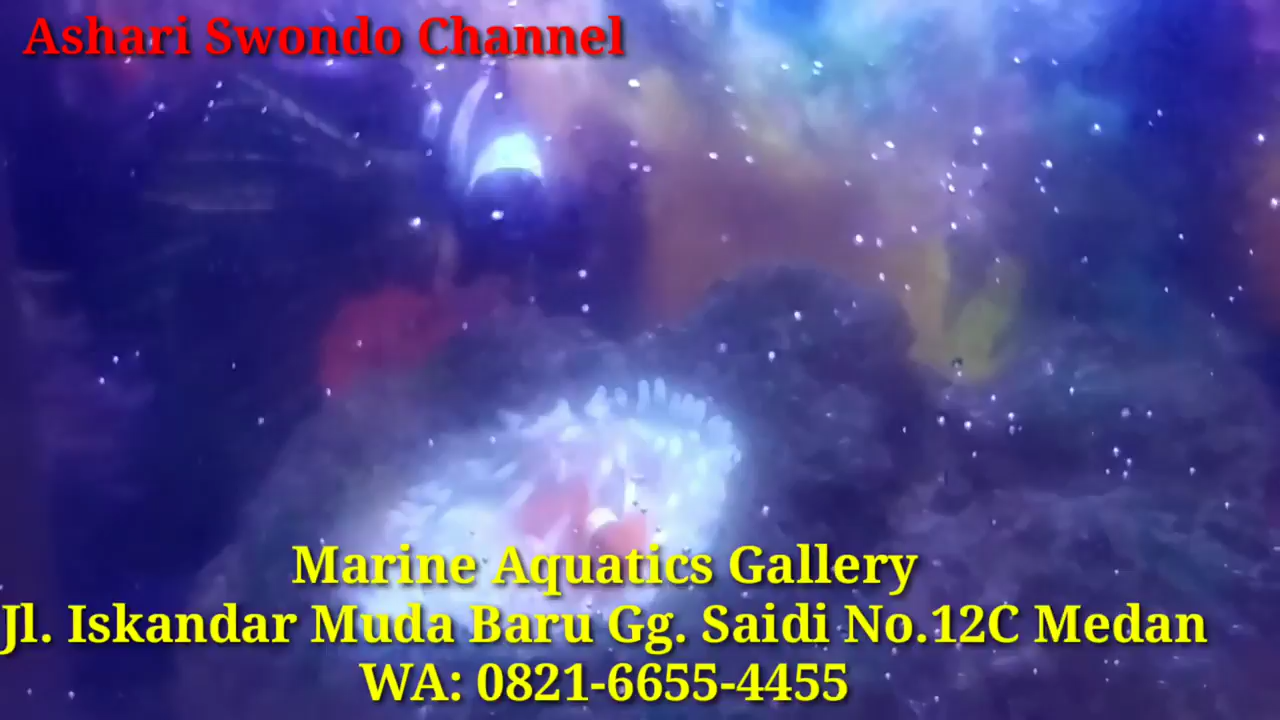 Ashari Swondo Channel
Marine Aquatics Gallery
Jl. Iskandar Muda Baru Gg. Saidi No.12C Medan
WA: 0821-6655-4455